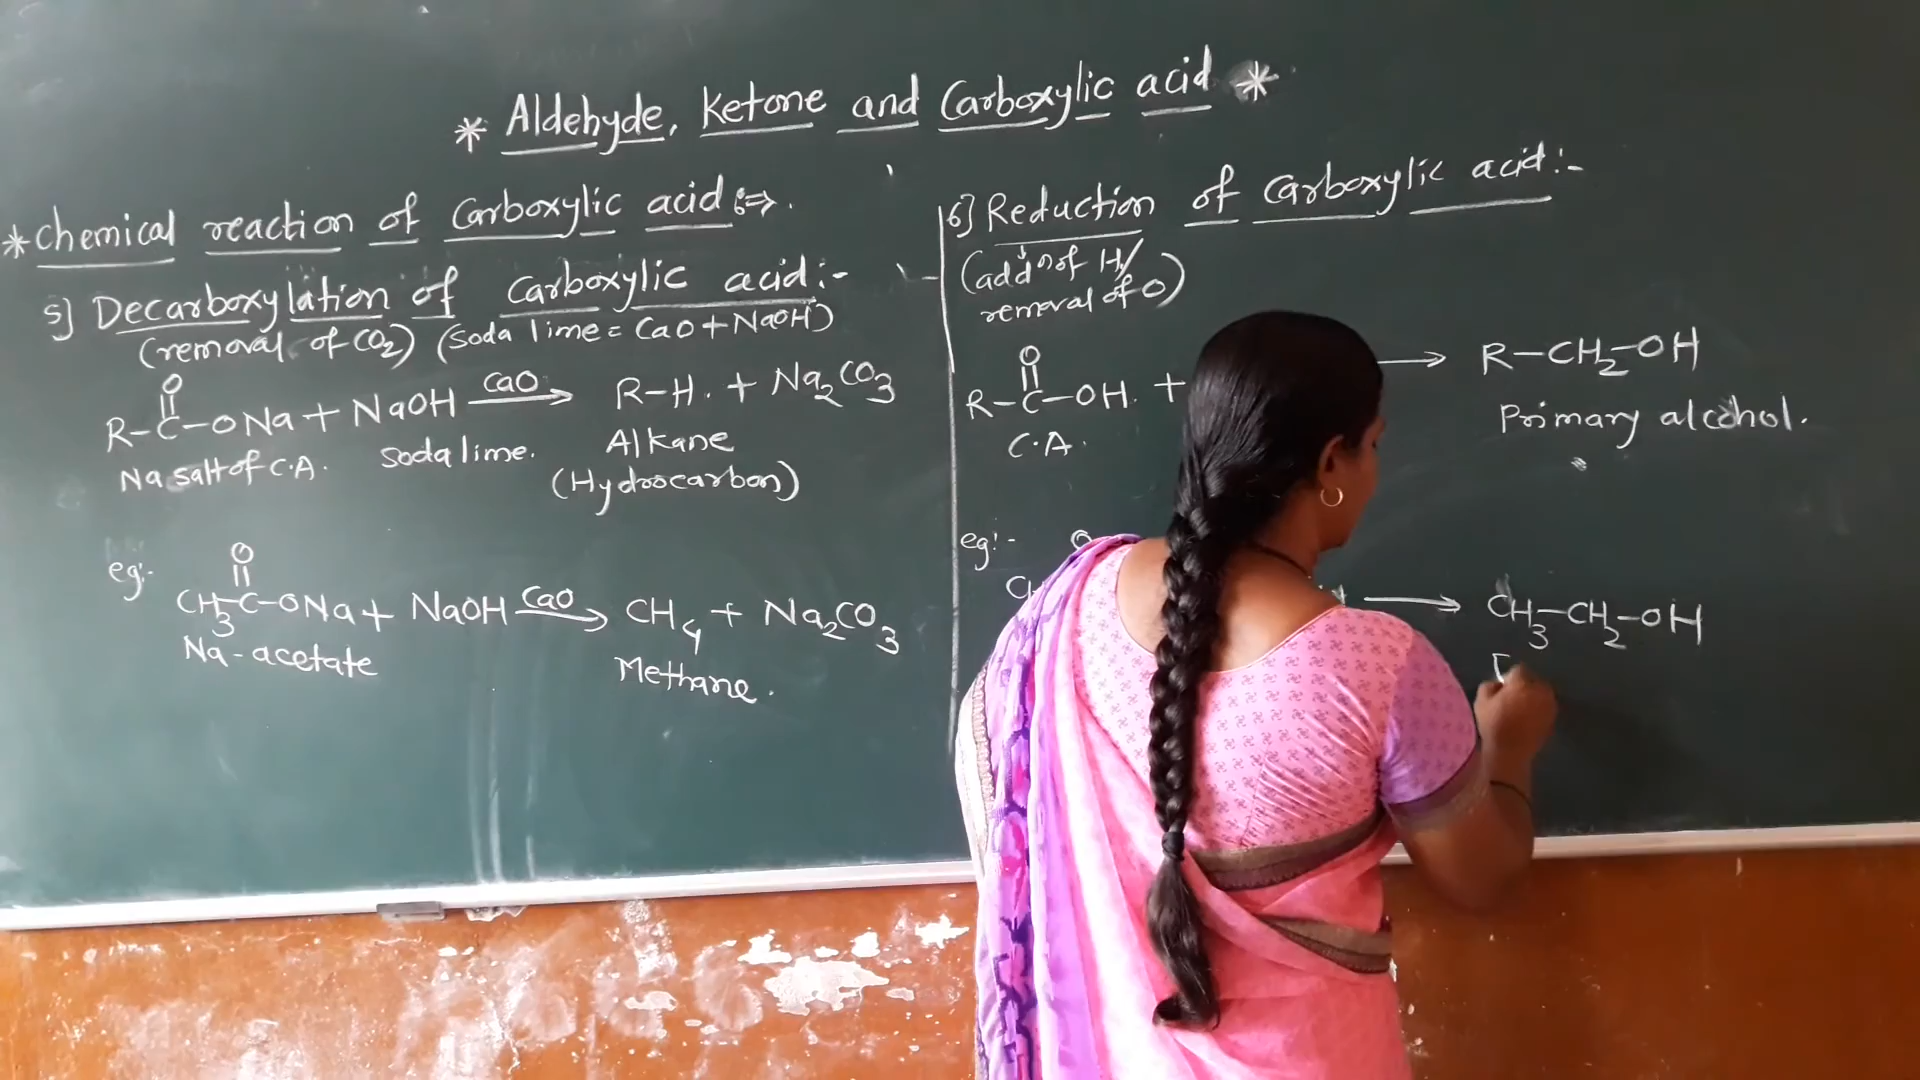 * Aldehyde, Ketone and Carboxylic acid *
* Chemical reaction of Carboxylic acid :⇒.
5] Decarboxylation of Carboxylic acid:-
(removal of CO2) (Soda lime = CaO + NaOH)
O
||
R-C-ONa + NaOH CaO → R-H. + Na2CO3
Na salt of C.A. Soda lime. Alkane
(Hydrocarbon)
eg:-
O
||
CH3-C-ONa + NaOH CaO → CH4 + Na2CO3
Na-acetate Methane.
6] Reduction of Carboxylic acid:-
(addn of H/
removal of O)
O
||
R-C-OH. + → R-CH2-OH
C.A. Primary alcohol.
eg:- O
→ CH3-CH2-OH